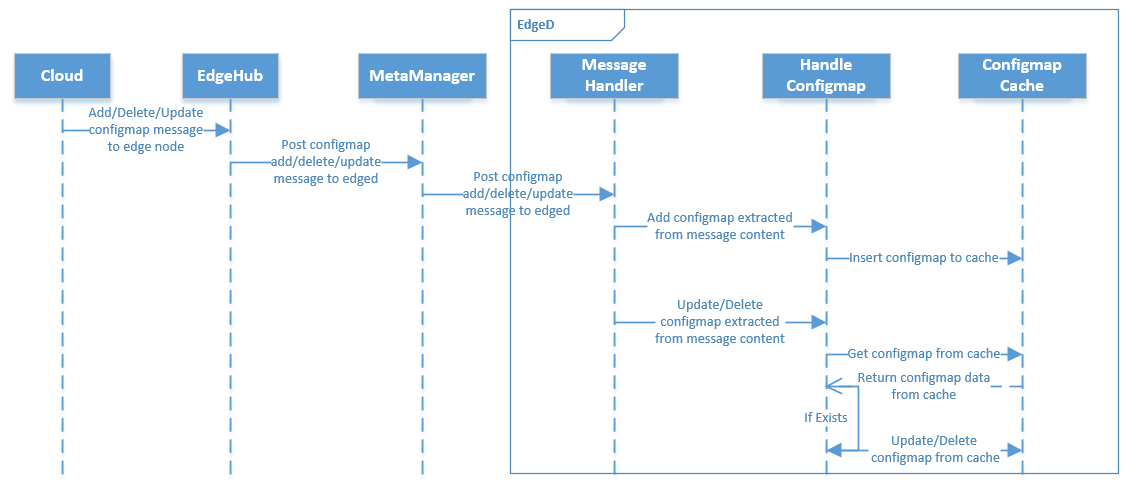 EdgeD
Cloud
EdgeHub
MetaManager
Message
Handler
Handle
Configmap
Configmap
Cache
Add/Delete/Update
configmap message
to edge node
Post configmap
add/delete/update
message to edged
Post configmap
add/delete/update
message to edged
Add configmap extracted
from message content
Insert configmap to cache
Update/Delete
configmap extracted
from message content
Get configmap from cache
Return configmap data
from cache
If Exists
Update/Delete
configmap from cache